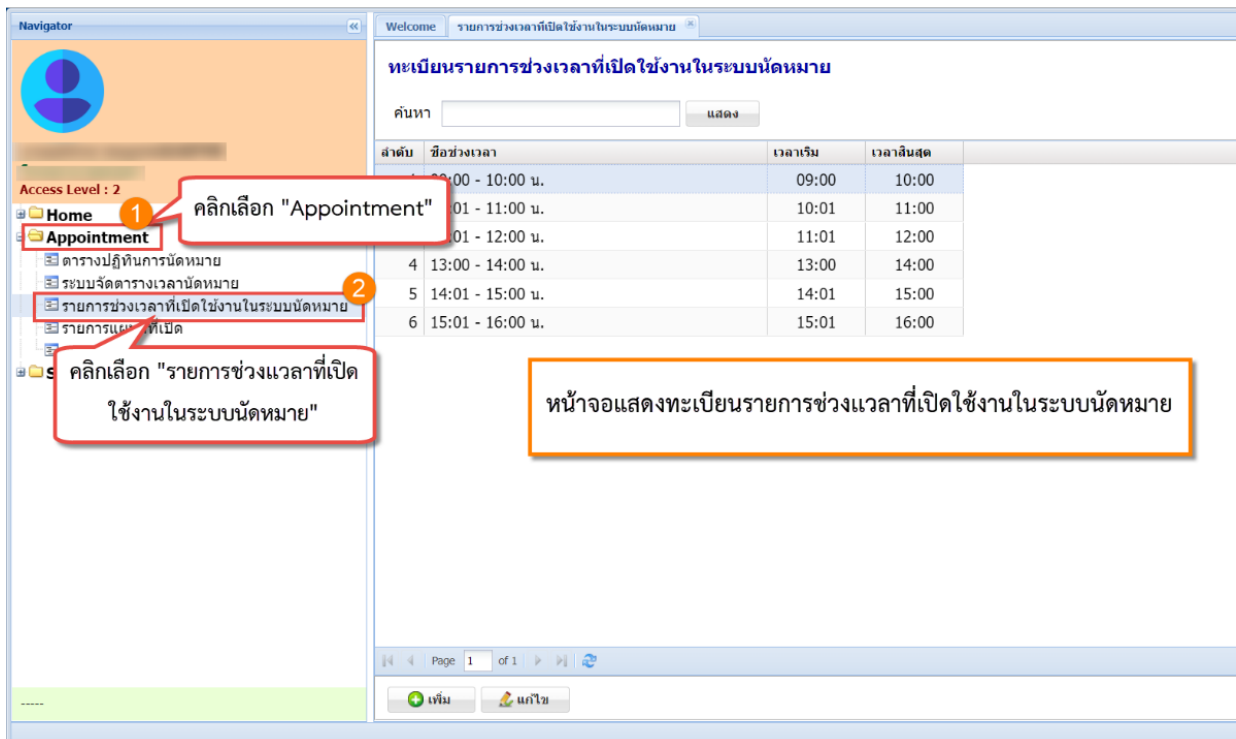 Navigator
Welcome
รายการช่วงเวลาที่เปิดใช้งานในระบบนัดหมาย
ทะเบียนรายการช่วงเวลาที่เปิดใช้งานในระบบนัดหมาย
ค้นหา
แสดง
ลำดับ ชื่อช่วงเวลา เวลาเริ่ม เวลาสิ้นสุด
:00 - 10:00 น. 09:00 10:00
:01 - 11:00 น. 10:01 11:00
:01 - 12:00 น. 11:01 12:00
4 13:00 - 14:00 น. 13:00 14:00
5 14:01 - 15:00 น. 14:01 15:00
6 15:01 - 16:00 น. 15:01 16:00
Access Level : 2
Home
1
คลิกเลือก "Appointment"
Appointment
ตารางปฏิทินการนัดหมาย
ระบบจัดตารางเวลานัดหมาย
2
รายการช่วงเวลาที่เปิดใช้งานในระบบนัดหมาย
S
คลิกเลือก "รายการช่วงแวลาที่เปิด
ใช้งานในระบบนัดหมาย"
หน้าจอแสดงทะเบียนรายการช่วงแวลาที่เปิดใช้งานในระบบนัดหมาย
Page 1 of 1
เพิ่ม
แก้ไข
-----